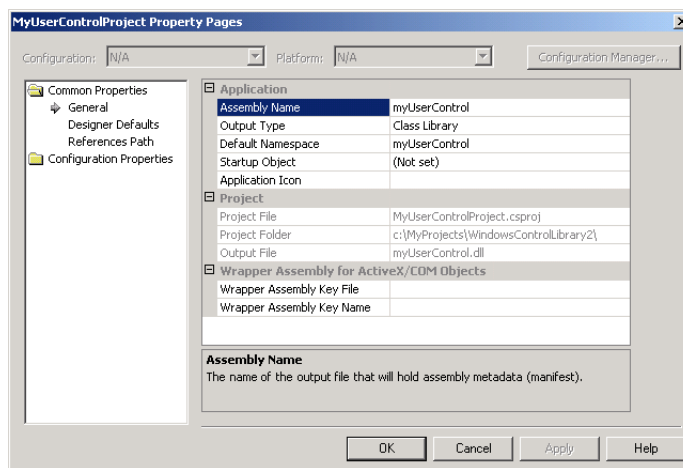 MyUserControlProject Property Pages
Configuration: N/A Platform: N/A Configuration Manager...
Common Properties
General
Designer Defaults
References Path
Configuration Properties
Application
Assembly Name myUserControl
Output Type Class Library
Default Namespace myUserControl
Startup Object (Not set)
Application Icon
Project
Project File MyUserControlProject.csproj
Project Folder c:\MyProjects\WindowsControlLibrary2\
Output File myUserControl.dll
Wrapper Assembly for ActiveX/COM Objects
Wrapper Assembly Key File
Wrapper Assembly Key Name
Assembly Name
The name of the output file that will hold assembly metadata (manifest).
OK Cancel Apply Help